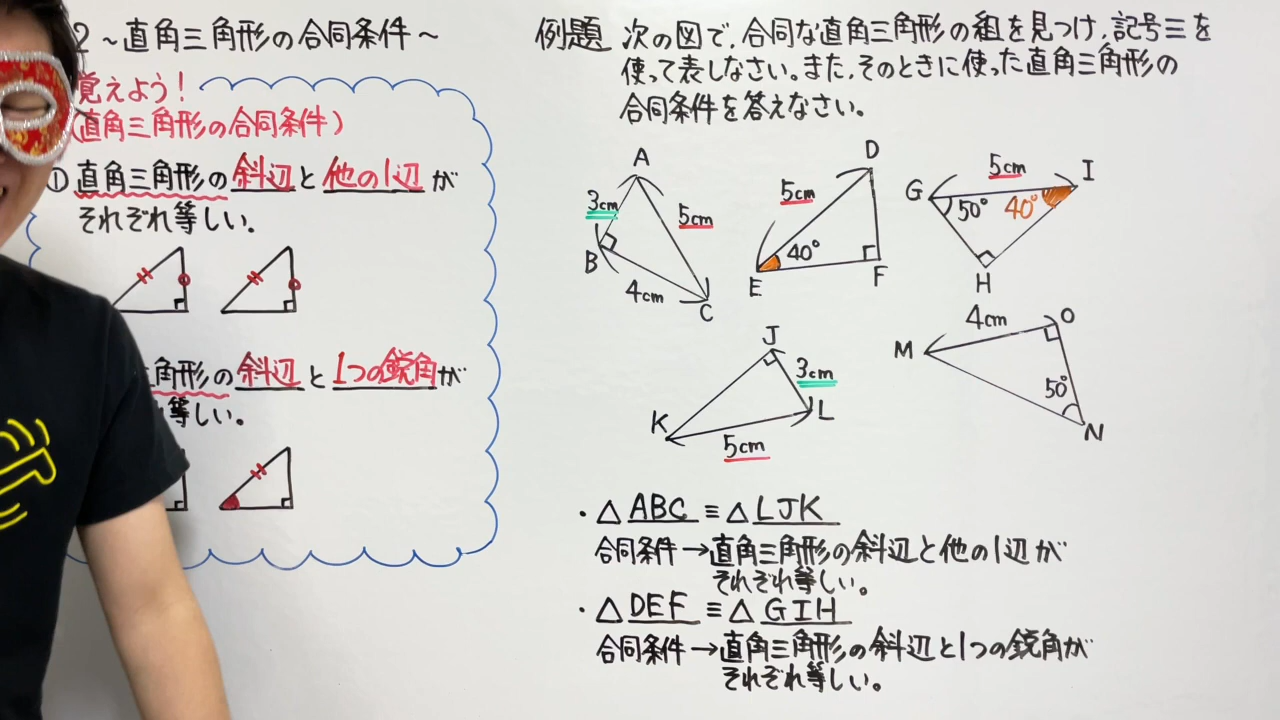 2 ~直角三角形の合同条件~
覚えよう!
直角三角形の合同条件)
① 直角三角形の斜辺と他の1辺が
それぞれ等しい。
角形の斜辺と1つの鋭角が
等しい。
例題 次の図で、合同な直角三角形の組を見つけ、記号≡を
使って表しなさい。また、そのときに使った直角三角形の
合同条件を答えなさい。
A
3cm
5cm
B
4cm
C
D
5cm
40°
E
F
5cm
G
I
50°
40°
H
J
3cm
K
L
5cm
4cm
O
M
50°
N
・△ABC≡△LJK
合同条件→直角三角形の斜辺と他の1辺が
それぞれ等しい。
・△DEF≡△GIH
合同条件→直角三角形の斜辺と1つの鋭角が
それぞれ等しい。